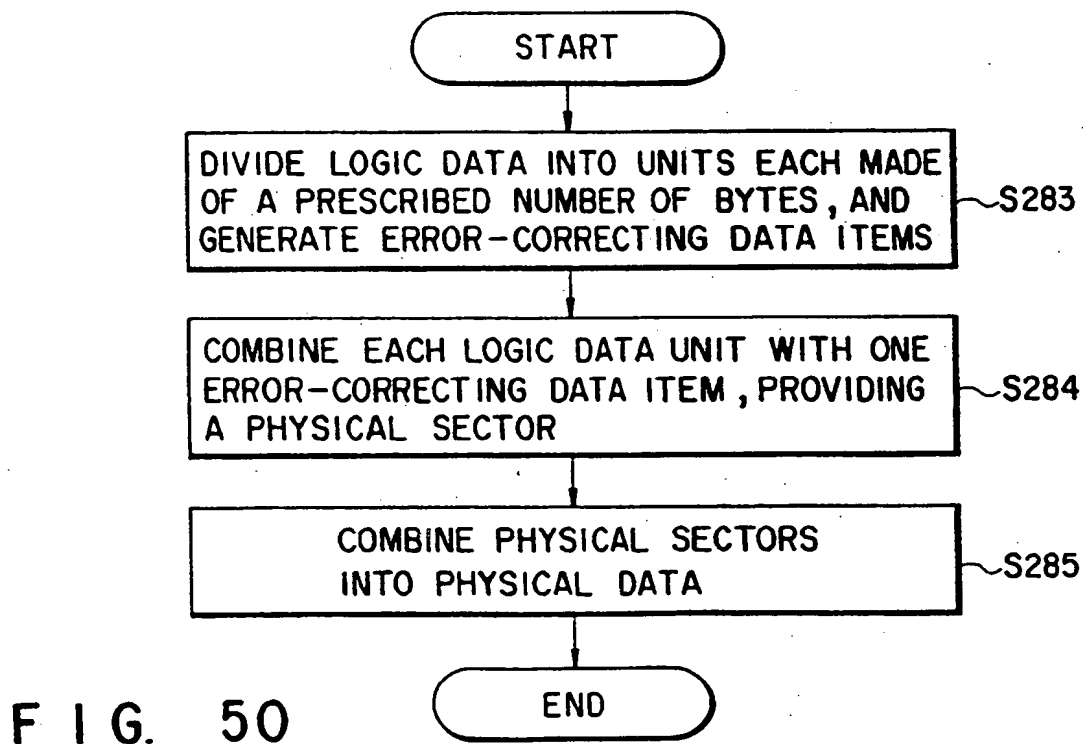 START
DIVIDE LOGIC DATA INTO UNITS EACH MADE
OF A PRESCRIBED NUMBER OF BYTES, AND
GENERATE ERROR-CORRECTING DATA ITEMS
S283
COMBINE EACH LOGIC DATA UNIT WITH ONE
ERROR-CORRECTING DATA ITEM, PROVIDING
A PHYSICAL SECTOR
S284
COMBINE PHYSICAL SECTORS
INTO PHYSICAL DATA
S285
END
FIG. 50